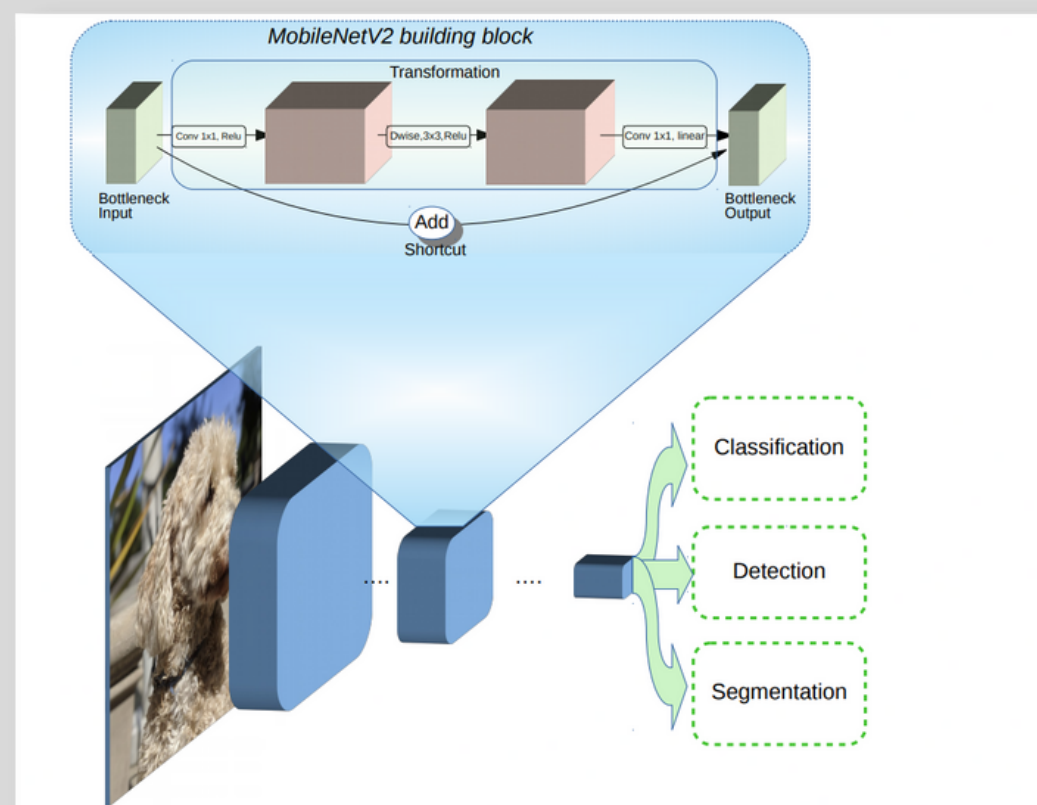 MobileNetV2 building block
Transformation
Conv 1x1, Relu
Dwise,3x3,Relu
Conv 1x1, linear
Bottleneck
Input
Bottleneck
Output
Add
Shortcut
Classification
....
....
Detection
Segmentation